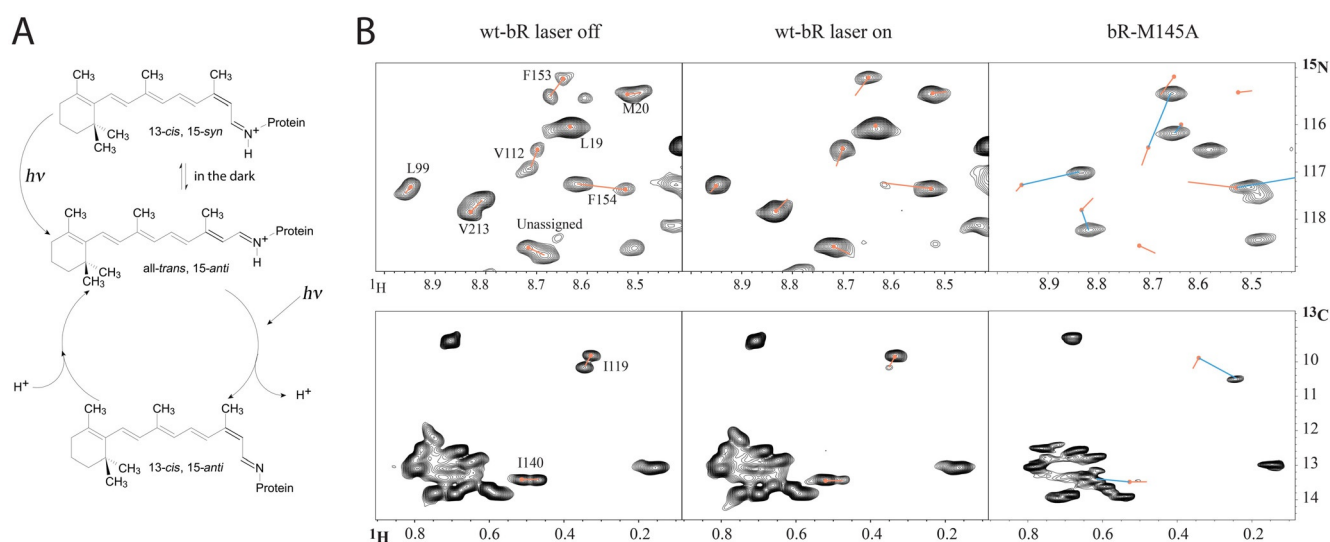 A
CH₃ CH₃ CH₃
H₃C CH₃
13-cis, 15-syn
N⁺ Protein
H
hν
in the dark
CH₃ CH₃ CH₃
H₃C CH₃
all-trans, 15-anti
N⁺ Protein
H
hν
H⁺ H⁺
CH₃ CH₃ CH₃
H₃C CH₃
13-cis, 15-anti
N
Protein
B
wt-bR laser off wt-bR laser on bR-M145A
¹⁵N
F153
M20
L19
V112
L99
F154
V213
Unassigned
116
117
118
¹H 8.9 8.8 8.7 8.6 8.5 8.9 8.8 8.7 8.6 8.5 8.9 8.8 8.7 8.6 8.5
¹³C
I119
I140
10
11
12
13
14
¹H 0.8 0.6 0.4 0.2 0.8 0.6 0.4 0.2 0.8 0.6 0.4 0.2